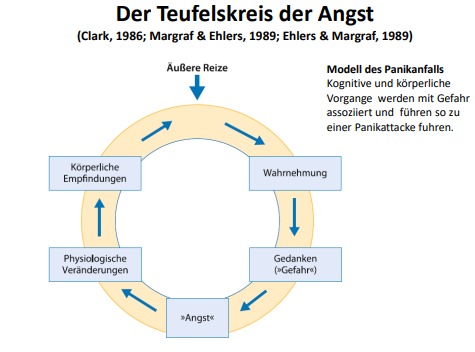 Der Teufelskreis der Angst
(Clark, 1986; Margraf & Ehlers, 1989; Ehlers & Margraf, 1989)
Äußere Reize
Modell des Panikanfalls
Kognitive und körperliche
Vorgange werden mit Gefahr
assoziiert und führen so zu
einer Panikattacke fuhren.
Körperliche
Empfindungen
Wahrnehmung
Physiologische
Veränderungen
Gedanken
(»Gefahr«)
»Angst«